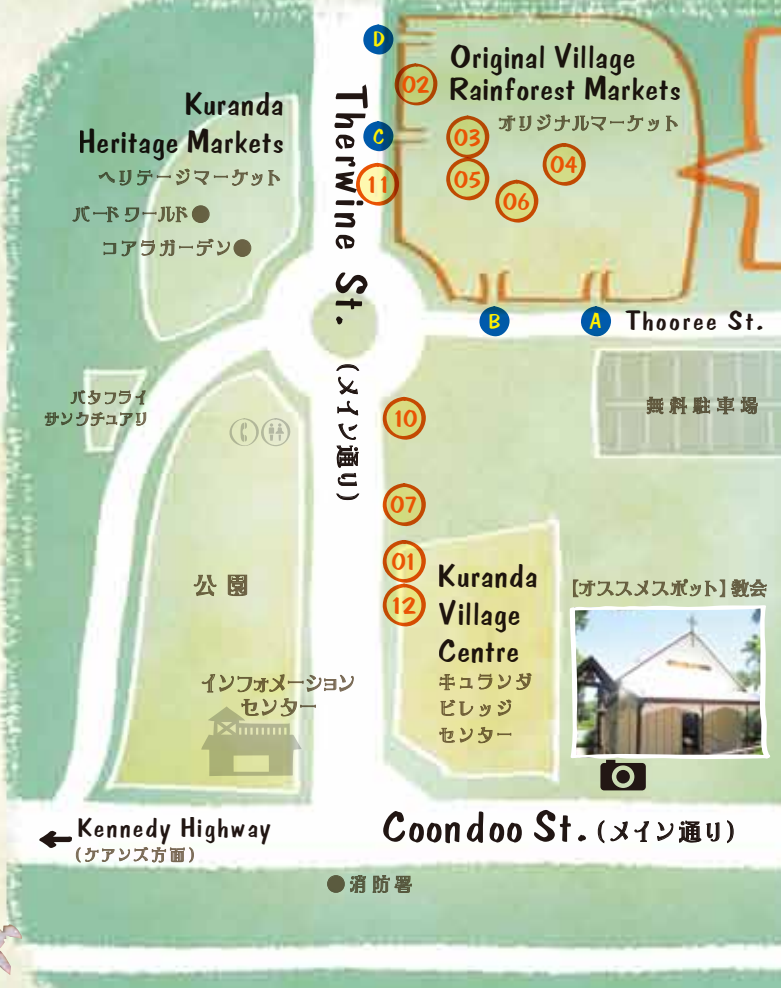 D
Original Village
Rainforest Markets
オリジナルマーケット
02
03
04
05
06
C
11
Kuranda
Heritage Markets
ヘリテージマーケット
バードワールド●
コアラガーデン●
Therwine St. (メイン通り)
B
A
Thooree St.
無料駐車場
バタフライ
サンクチュアリ
10
07
01
12
公園
Kuranda
Village
Centre
キュランダ
ビレッジ
センター
【オススメスポット】教会
インフォメーション
センター
←Kennedy Highway
(ケアンズ方面)
Coondoo St. (メイン通り)
●消防署